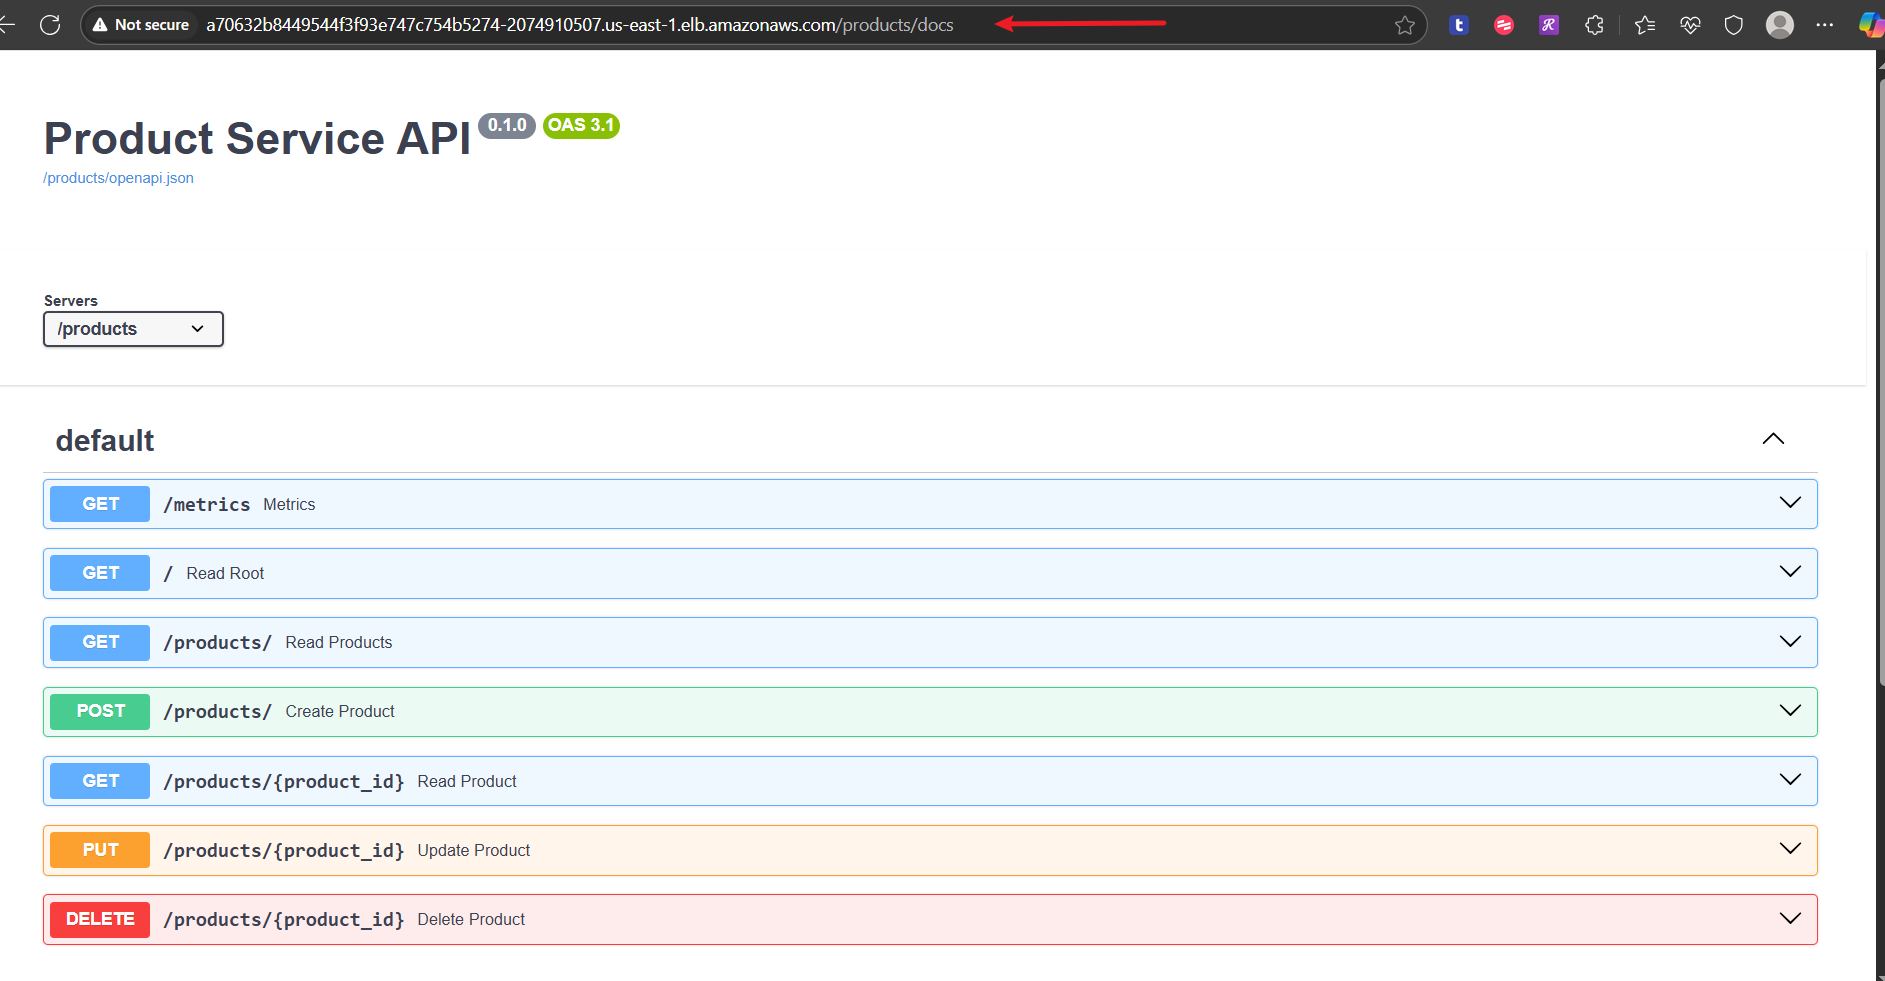 Not secure a70632b8449544f3f93e747c754b5274-2074910507.us-east-1.elb.amazonaws.com/products/docs
Product Service API 0.1.0 OAS 3.1
/products/openapi.json
Servers
/products
default
GET /metrics Metrics
GET / Read Root
GET /products/ Read Products
POST /products/ Create Product
GET /products/{product_id} Read Product
PUT /products/{product_id} Update Product
DELETE /products/{product_id} Delete Product